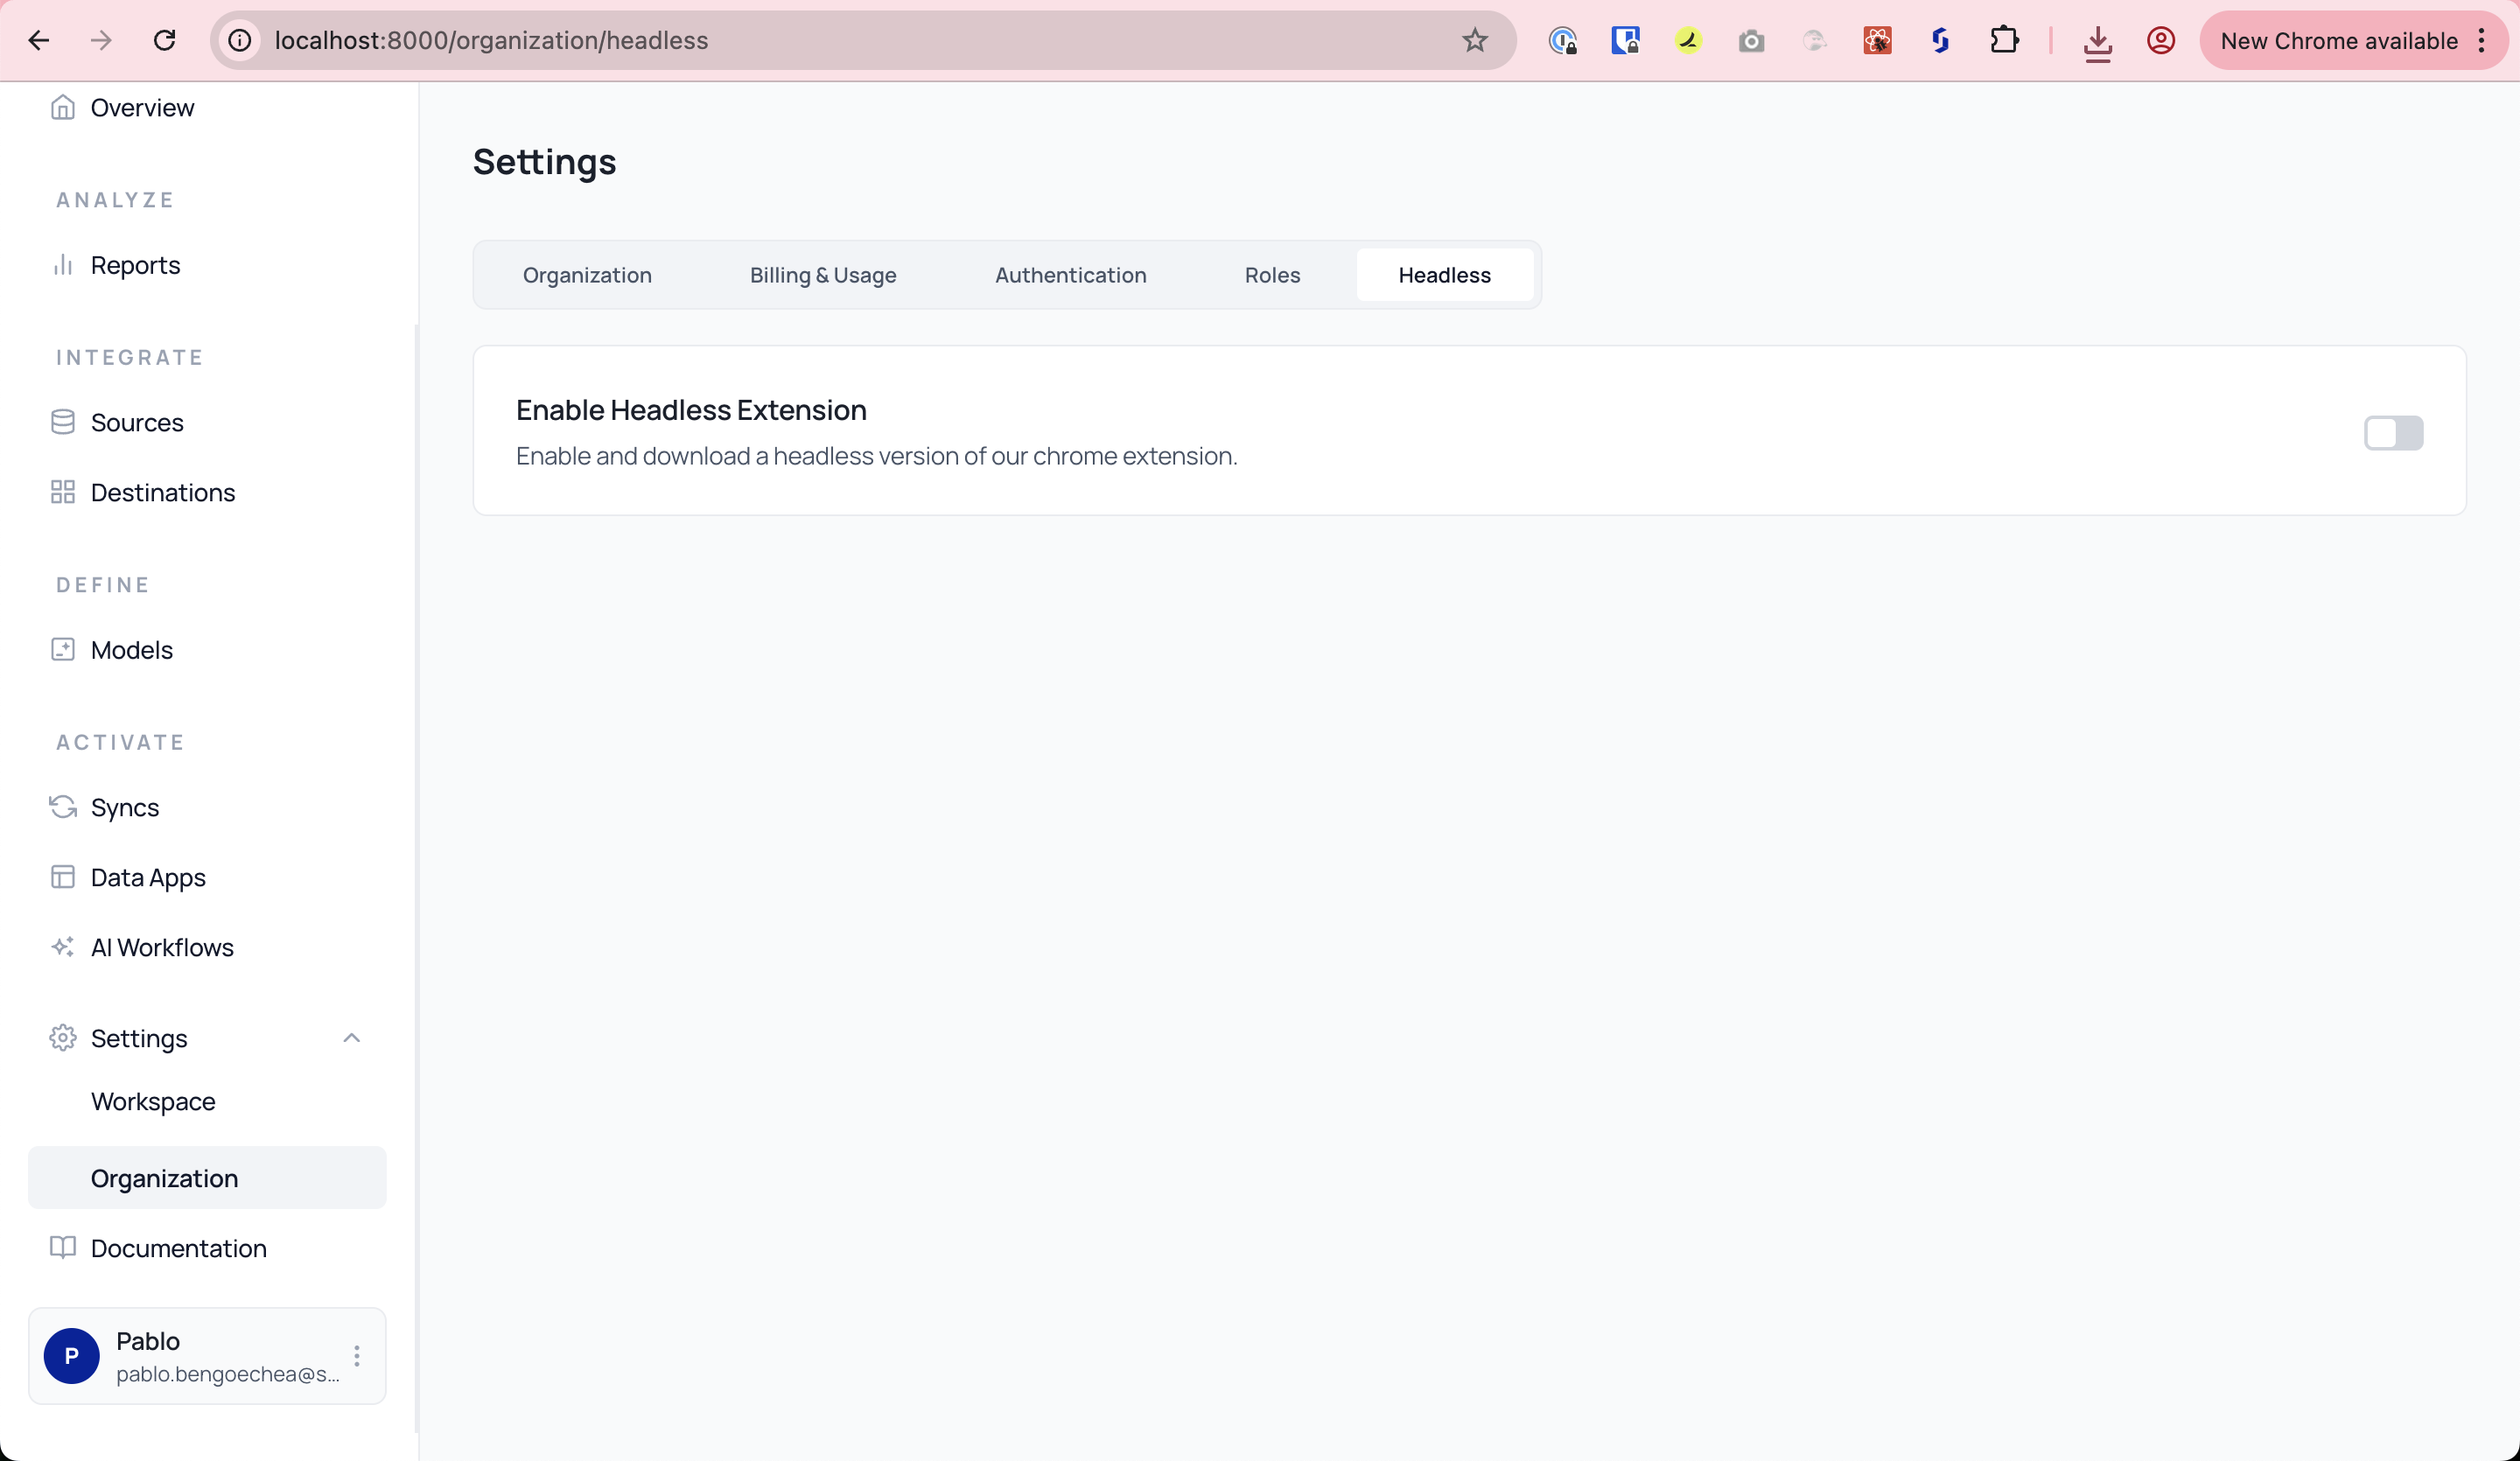 localhost:8000/organization/headless
New Chrome available
Overview
ANALYZE
Reports
INTEGRATE
Sources
Destinations
DEFINE
Models
ACTIVATE
Syncs
Data Apps
AI Workflows
Settings
Workspace
Organization
Documentation
P
Pablo
pablo.bengoechea@s...
Settings
Organization Billing & Usage Authentication Roles Headless
Enable Headless Extension
Enable and download a headless version of our chrome extension.